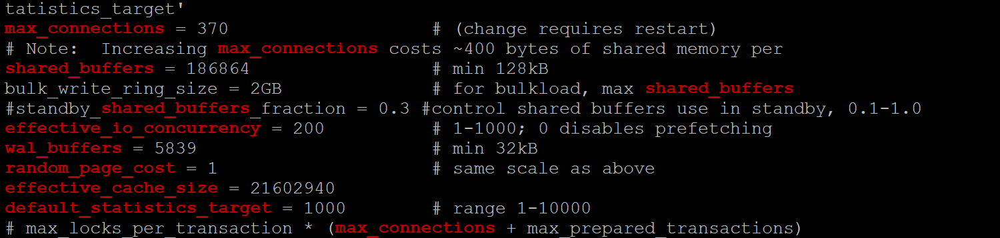 tatistics_target'
max_connections = 370 # (change requires restart)
# Note:  Increasing max_connections costs ~400 bytes of shared memory per
shared_buffers = 186864 # min 128kB
bulk_write_ring_size = 2GB # for bulkload, max shared_buffers
#standby_shared_buffers_fraction = 0.3 #control shared buffers use in standby, 0.1-1.0
effective_io_concurrency = 200 # 1-1000; 0 disables prefetching
wal_buffers = 5839 # min 32kB
random_page_cost = 1 # same scale as above
effective_cache_size = 21602940
default_statistics_target = 1000 # range 1-10000
# max_locks_per_transaction * (max_connections + max_prepared_transactions)